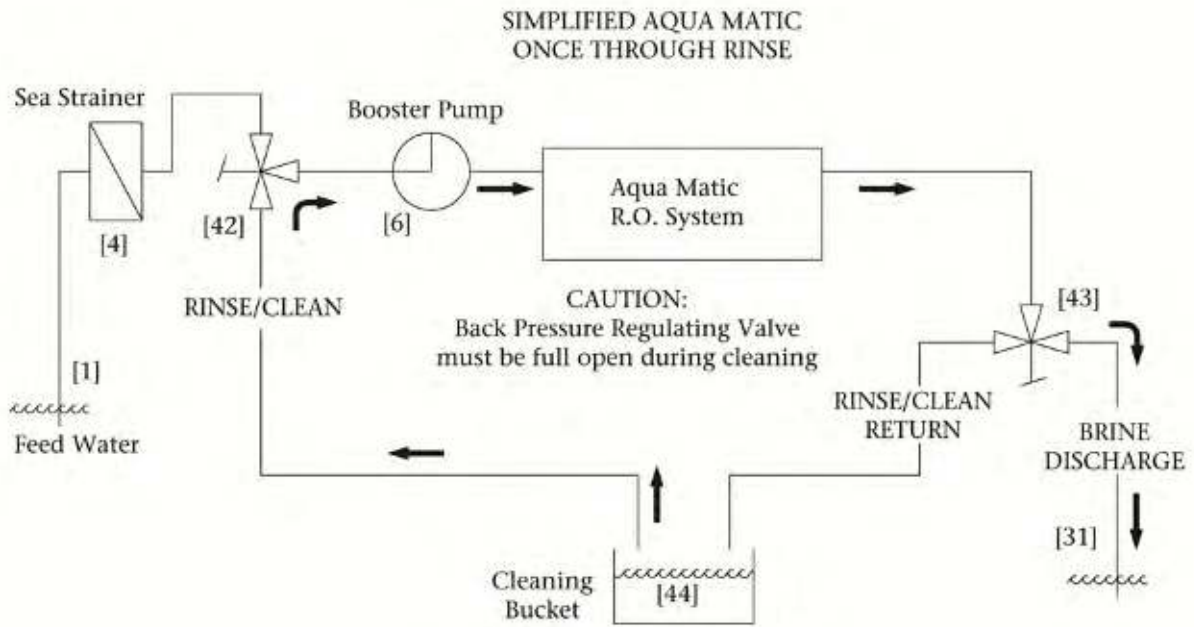 SIMPLIFIED AQUA MATIC
ONCE THROUGH RINSE
Sea Strainer
Booster Pump
Aqua Matic
R.O. System
[4]
[42]
[6]
RINSE/CLEAN
CAUTION:
Back Pressure Regulating Valve
must be full open during cleaning
[43]
[1]
Feed Water
RINSE/CLEAN
RETURN
BRINE
DISCHARGE
[31]
Cleaning
Bucket
[44]